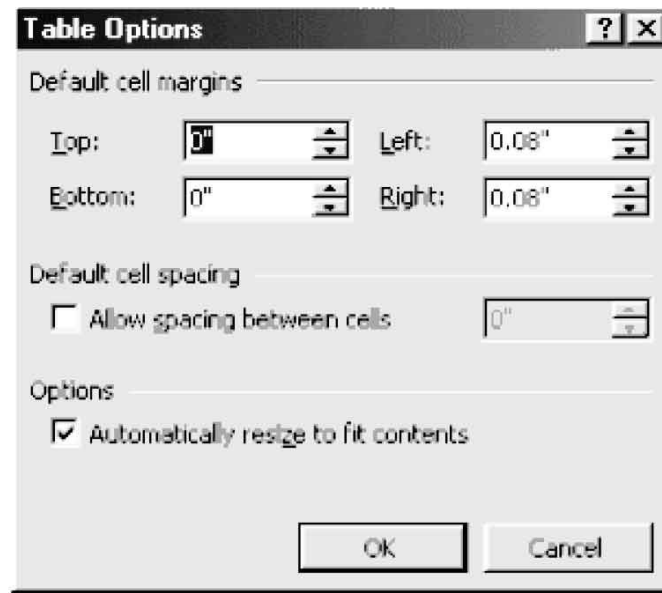 Table Options
Default cell margins
Top: 0" Left: 0.08"
Bottom: 0" Right: 0.08"
Default cell spacing
Allow spacing between cells 0"
Options
Automatically resize to fit contents
OK Cancel